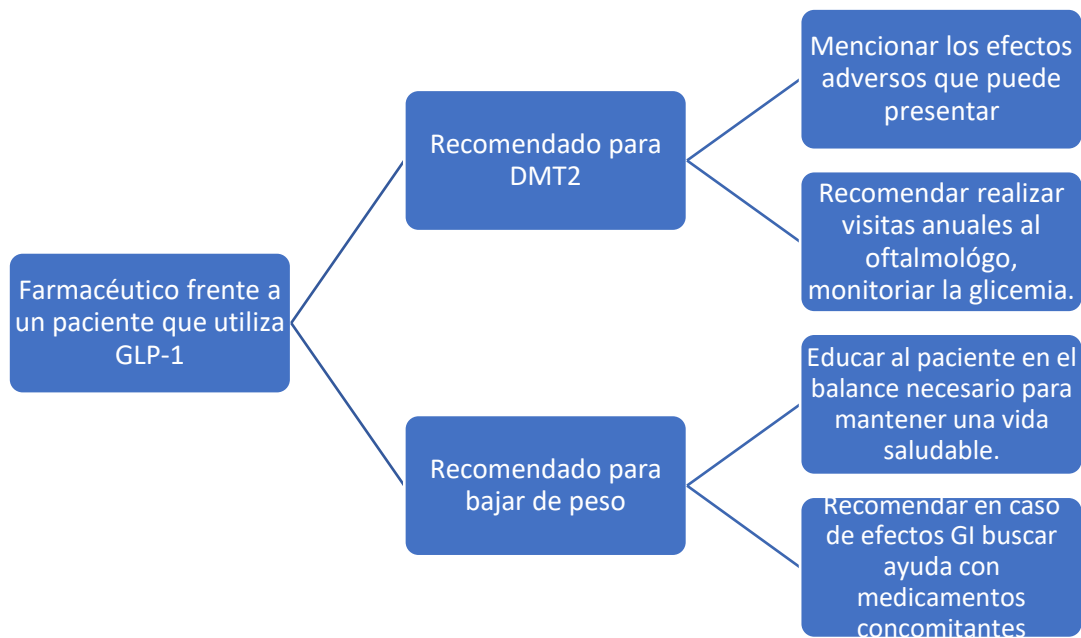 Farmacéutico frente a
un paciente que utiliza
GLP-1
Recomendado para
DMT2
Mencionar los efectos
adversos que puede
presentar
Recomendar realizar
visitas anuales al
oftalmológo,
monitoriar la glicemia.
Recomendado para
bajar de peso
Educar al paciente en el
balance necesario para
mantener una vida
saludable.
Recomendar en caso
de efectos GI buscar
ayuda con
medicamentos
concomitantes